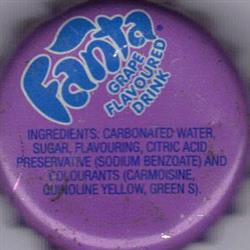 Fanta
GRAPE
FLAVOURED
DRINK
INGREDIENTS: CARBONATED WATER,
SUGAR, FLAVOURING, CITRIC ACID,
PRESERVATIVE (SODIUM BENZOATE) AND
COLOURANTS (CARMOISINE,
QUINOLINE YELLOW, GREEN S).